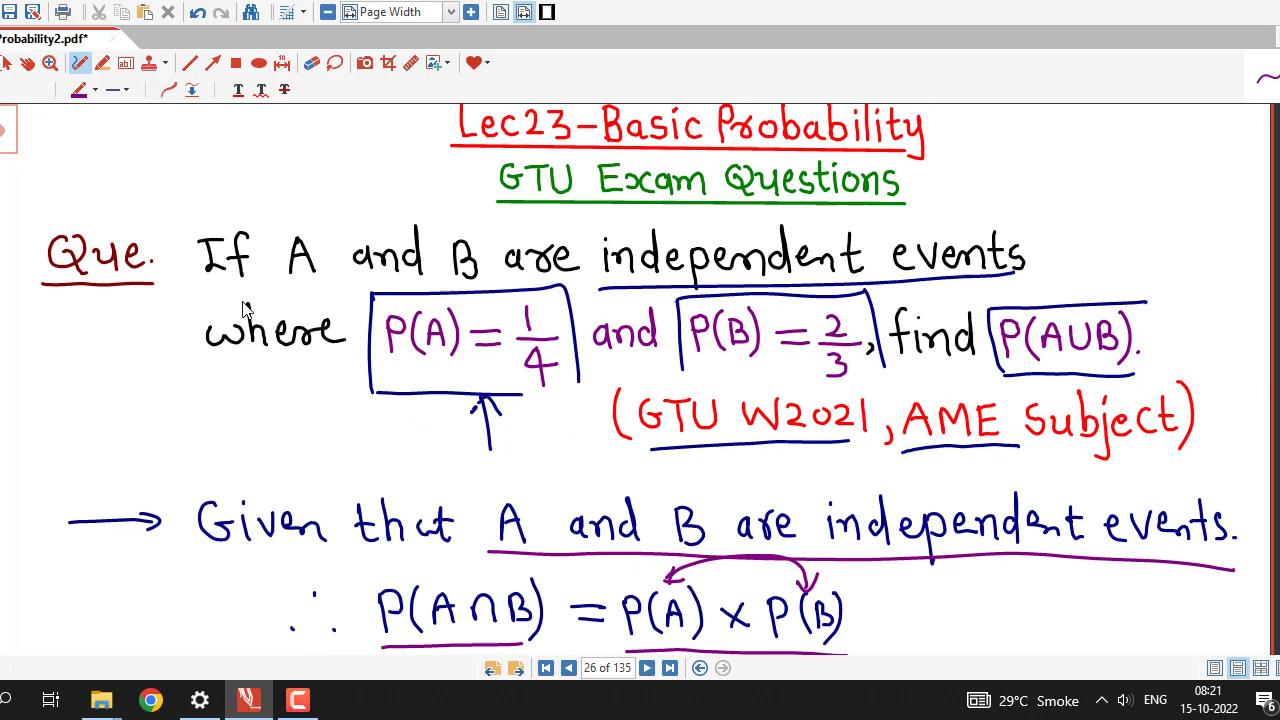 Page Width
Probability2.pdf*
Lec23-Basic Probability
GTU Exam Questions
Que. If A and B are independent events
where P(A) = 1/4 and P(B) = 2/3, find P(A∪B).
(GTU W2021, AME Subject)
→ Given that A and B are independent events.
∴ P(A∩B) = P(A) × P(B)
26 of 135
29°C Smoke ENG 08:21
15-10-2022
6